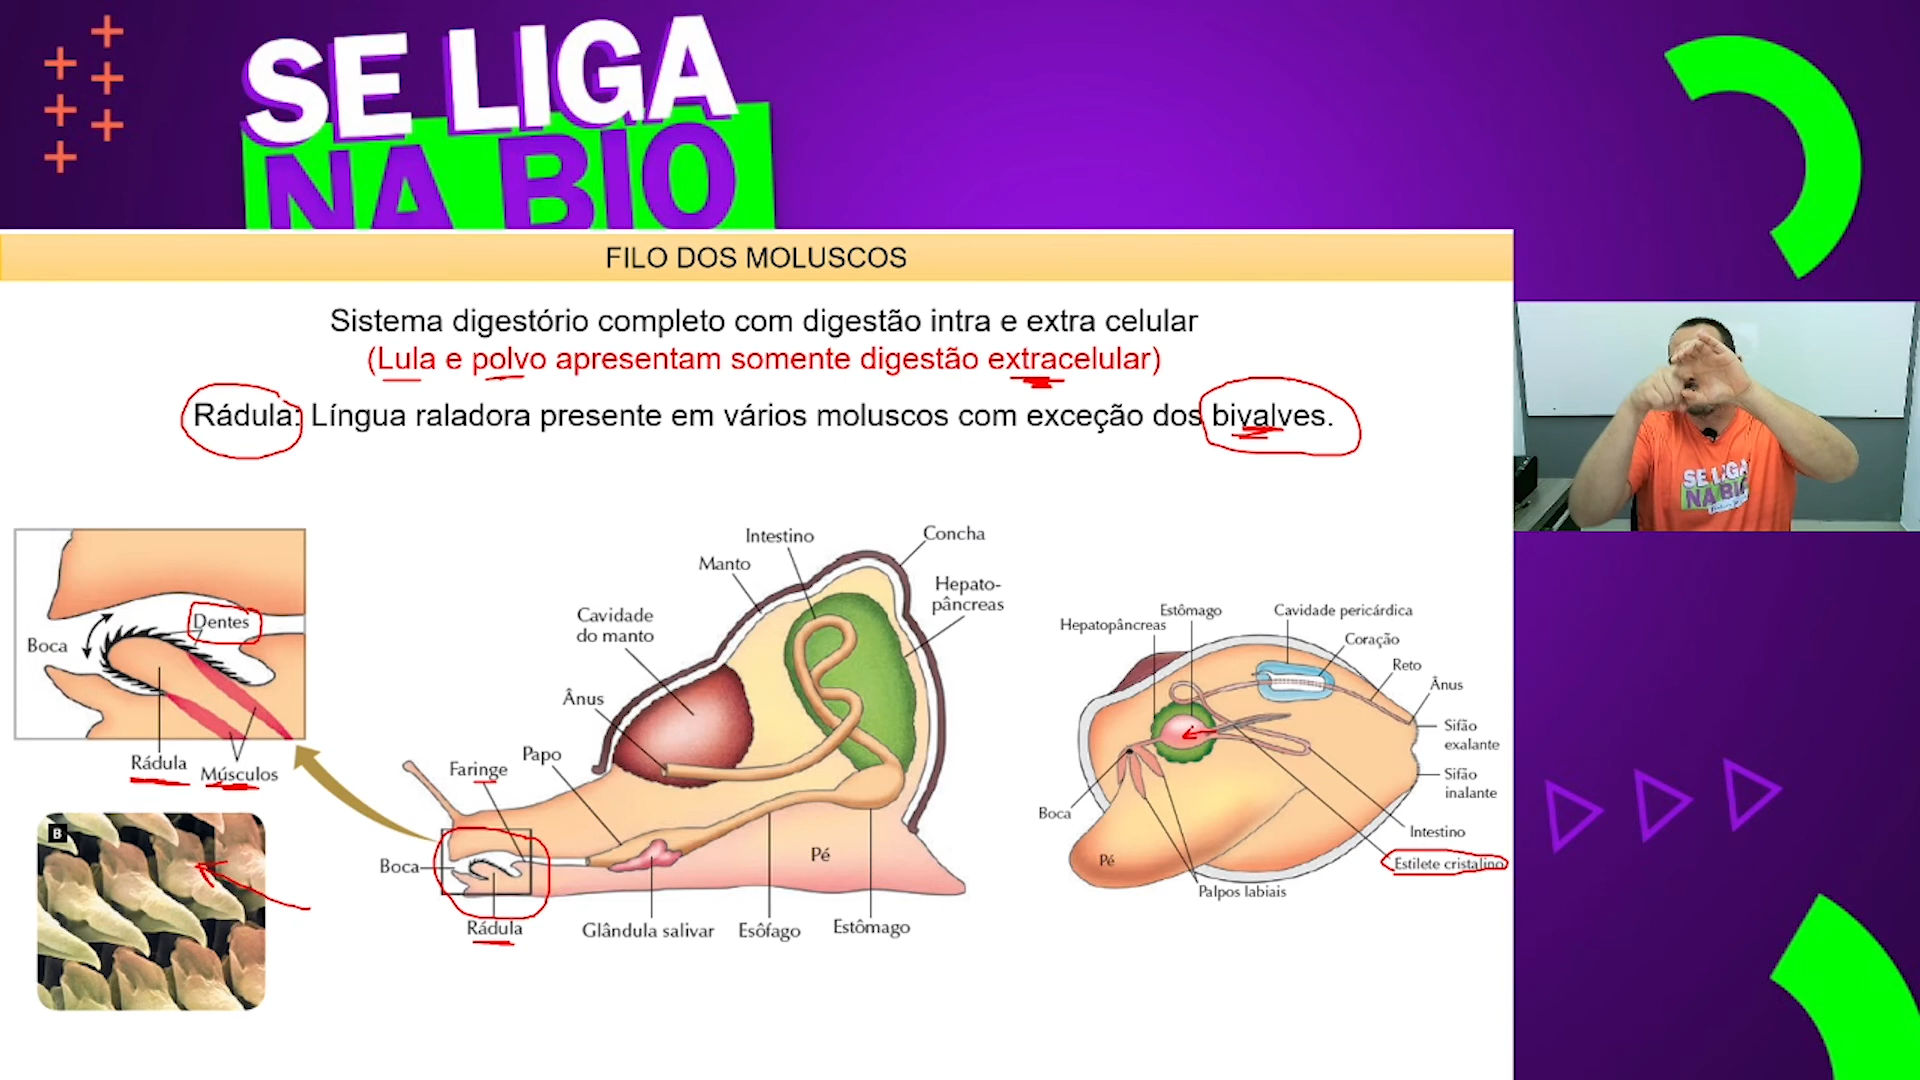 SE LIGA
NA BIO
FILO DOS MOLUSCOS
Sistema digestório completo com digestão intra e extra celular
(Lula e polvo apresentam somente digestão extracelular)
Rádula: Língua raladora presente em vários moluscos com exceção dos bivalves.
Boca
Dentes
Rádula
Músculos
B
Intestino
Concha
Manto
Hepato-
pâncreas
Cavidade
do manto
Ânus
Papo
Faringe
Boca
Pé
Rádula
Glândula salivar
Esôfago
Estômago
Estômago
Cavidade pericárdica
Hepatopâncreas
Coração
Reto
Ânus
Sifão
exalante
Sifão
inalante
Boca
Intestino
Pé
Estilete cristalino
Palpos labiais
SE LIGA
NA BIO